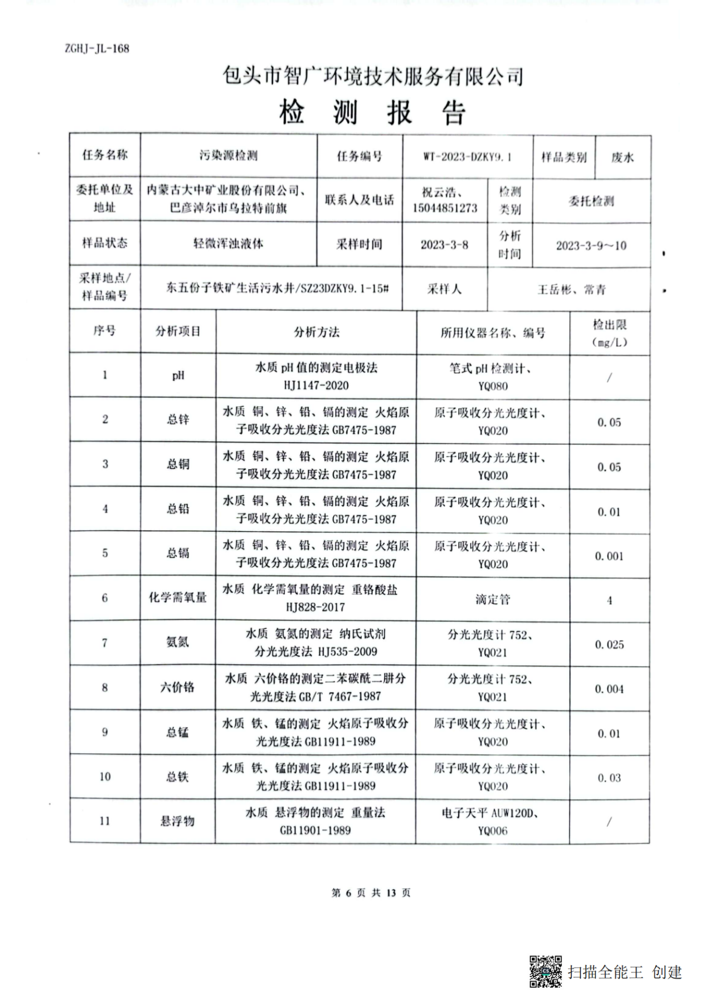 ZGHJ-JL-168
包头市智广环境技术服务有限公司
检 测 报 告
任务名称 污染源检测 任务编号 WT-2023-DZKY9.1 样品类别 废水
委托单位及
地址
内蒙古大中矿业股份有限公司、
巴彦淖尔市乌拉特前旗
联系人及电话
祝云浩、
15044851273
检测
类别
委托检测
样品状态 轻微浑浊液体 采样时间 2023-3-8
分析
时间
2023-3-9～10
采样地点/
样品编号
东五份子铁矿生活污水井/SZ23DZKY9.1-15# 采样人 王岳彬、常青
序号 分析项目 分析方法 所用仪器名称、编号
检出限
（mg/L）
1 pH
水质 pH 值的测定电极法
HJ1147-2020
笔式 pH 检测计、
YQ080
/
2 总锌
水质 铜、锌、铅、镉的测定 火焰原
子吸收分光光度法 GB7475-1987
原子吸收分光光度计、
YQ020
0.05
3 总铜
水质 铜、锌、铅、镉的测定 火焰原
子吸收分光光度法 GB7475-1987
原子吸收分光光度计、
YQ020
0.05
4 总铅
水质 铜、锌、铅、镉的测定 火焰原
子吸收分光光度法 GB7475-1987
原子吸收分光光度计、
YQ020
0.01
5 总镉
水质 铜、锌、铅、镉的测定 火焰原
子吸收分光光度法 GB7475-1987
原子吸收分光光度计、
YQ020
0.001
6 化学需氧量
水质 化学需氧量的测定 重铬酸盐
HJ828-2017
滴定管 4
7 氨氮
水质 氨氮的测定 纳氏试剂
分光光度法 HJ535-2009
分光光度计 752、
YQ021
0.025
8 六价铬
水质 六价铬的测定二苯碳酰二肼分
光光度法 GB/T 7467-1987
分光光度计 752、
YQ021
0.004
9 总锰
水质 铁、锰的测定 火焰原子吸收分
光光度法 GB11911-1989
原子吸收分光光度计、
YQ020
0.01
10 总铁
水质 铁、锰的测定 火焰原子吸收分
光光度法 GB11911-1989
原子吸收分光光度计、
YQ020
0.03
11 悬浮物
水质 悬浮物的测定 重量法
GB11901-1989
电子天平 AUW120D、
YQ006
/
第 6 页 共 13 页
CS
扫描全能王 创建